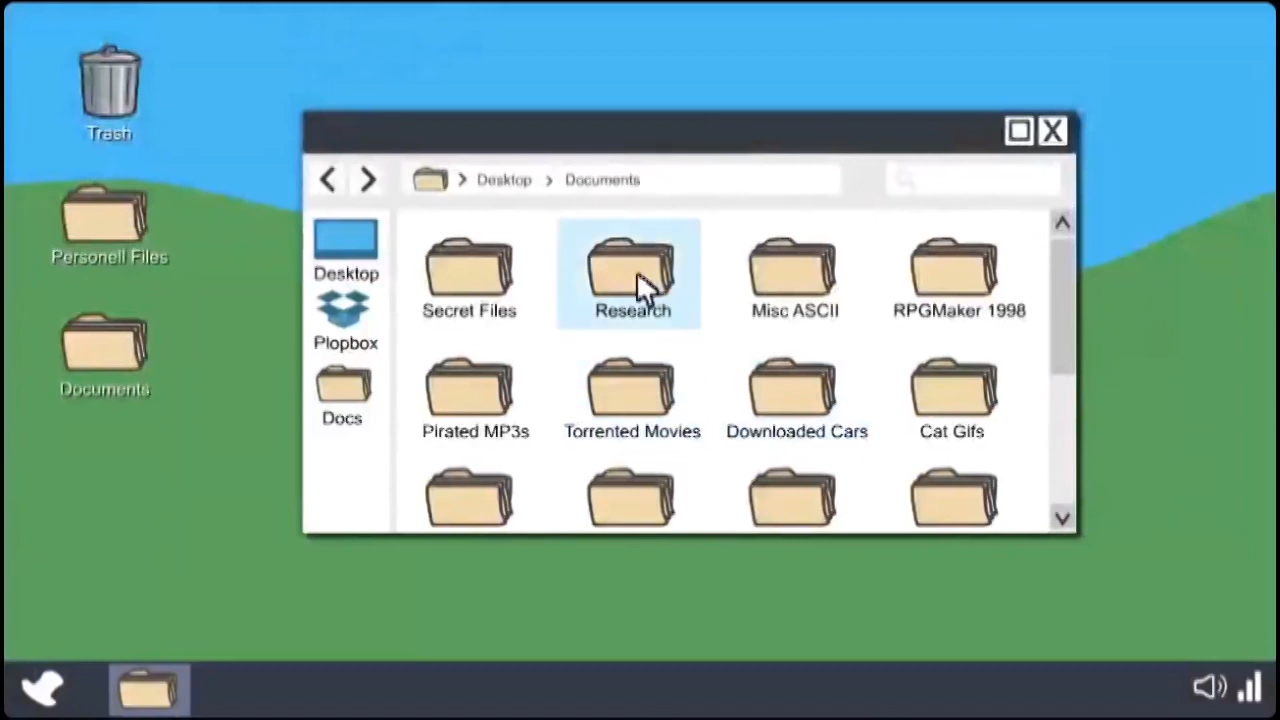 Trash
Personell Files
Documents
X
Desktop Documents
Desktop
Plopbox
Docs
Secret Files Research Misc ASCII RPGMaker 1998
Pirated MP3s Torrented Movies Downloaded Cars Cat GIfs